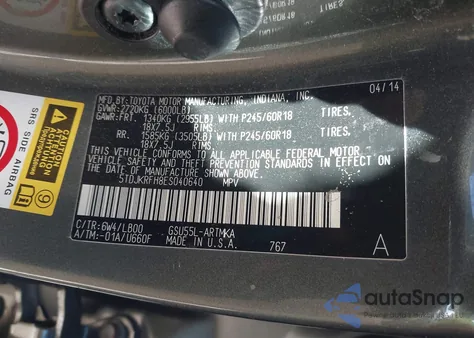 04/14
MFD.BY:TOYOTA MOTOR MANUFACTURING, INDIANA, INC.
GVWR:2720KG (6000LB)
GAWR:FRT. 1340KG (2955LB) WITH P245/60R18 TIRES,
18X7.5J RIMS
RR. 1585KG (3505LB) WITH P245/60R18 TIRES,
18X7.5J RIMS
THIS VEHICLE CONFORMS TO ALL APPLICABLE FEDERAL MOTOR
VEHICLE SAFETY AND THEFT PREVENTION STANDARDS IN EFFECT ON
THE DATE OF MANUFACTURE SHOWN ABOVE.
5TDJKRFH8ES040640 MPV
C/TR:6W4/LB00 GSU55L-ARTMKA
A/TM:-01A/U660F MADE IN U.S.A. 767 A
SRS SIDE AIRBAG
ATTENTION
autoSnap